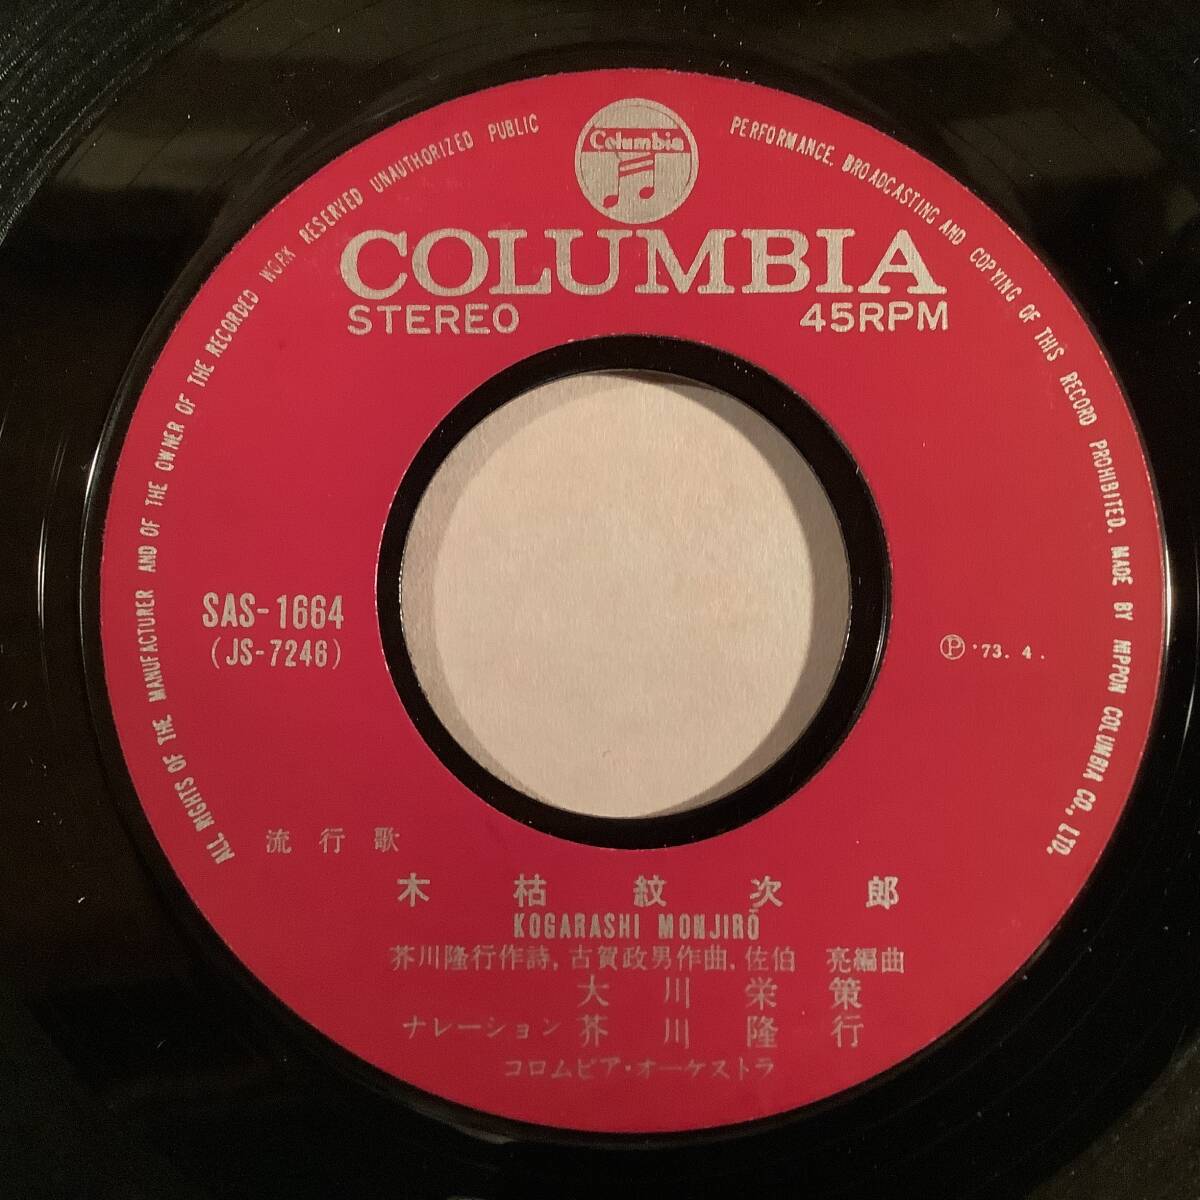 Columbia
COLUMBIA
STEREO 45RPM
ALL RIGHTS OF THE MANUFACTURER AND OF THE OWNER OF THE RECORDED WORK RESERVED UNAUTHORIZED PUBLIC PERFORMANCE. BROADCASTING AND COPYING OF THIS RECORD PROHIBITED. MADE BY NIPPON COLUMBIA CO., LTD.
SAS-1664
(JS-7246)
Ⓟ '73. 4.
流行歌
木枯紋次郎
KOGARASHI MONJIRŌ
芥川隆行作詩, 古賀政男作曲, 佐伯 亮編曲
大川栄策
ナレーション 芥川隆行
コロムビア・オーケストラ